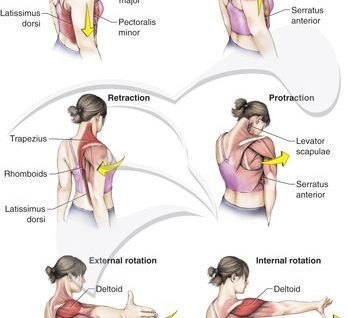 major
Latissimus
dorsi
Pectoralis
minor
Serratus
anterior
Retraction
Protraction
Trapezius
Rhomboids
Latissimus
dorsi
Levator
scapulae
Serratus
anterior
External rotation
Internal rotation
Deltoid
Deltoid